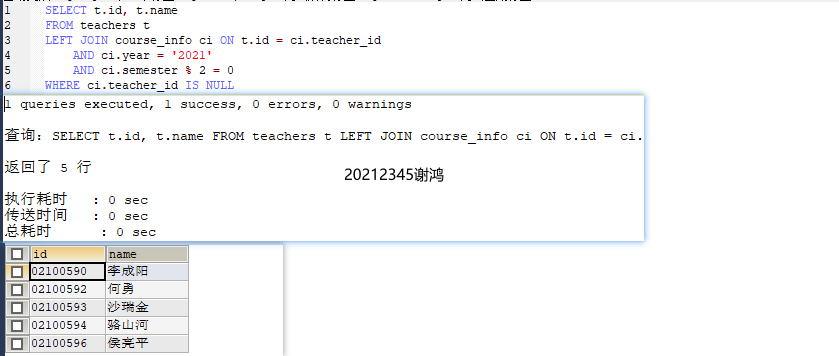 1 SELECT t.id, t.name
2 FROM teachers t
3 LEFT JOIN course_info ci ON t.id = ci.teacher_id
4 AND ci.year = '2021'
5 AND ci.semester % 2 = 0
6 WHERE ci.teacher_id IS NULL
1 queries executed, 1 success, 0 errors, 0 warnings
查询: SELECT t.id, t.name FROM teachers t LEFT JOIN course_info ci ON t.id = ci.
返回了 5 行
20212345谢鸿
执行耗时 : 0 sec
传送时间 : 0 sec
总耗时 : 0 sec
id name
02100590 李成阳
02100592 何勇
02100593 沙瑞金
02100594 骆山河
02100596 侯亮平